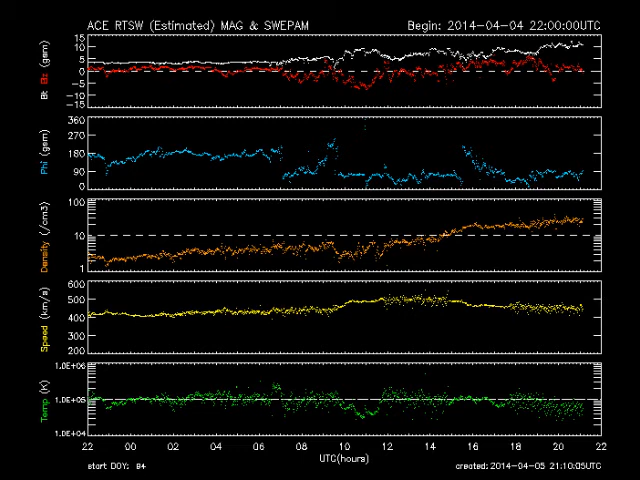 ACE RTSW (Estimated) MAG & SWEPAM Begin: 2014-04-04 22:00:00UTC
Bt Bz (gsm)
15
10
5
0
-5
-10
-15
Phi (gsm)
360
270
180
90
0
Density (/cm3)
100
10
1
Speed (km/s)
600
500
400
300
200
Temp (K)
1.0E+06
1.0E+05
1.0E+04
22 00 02 04 06 08 10 12 14 16 18 20 22
UTC(hours)
start DOY: 94 created: 2014-04-05 21:10:05UTC